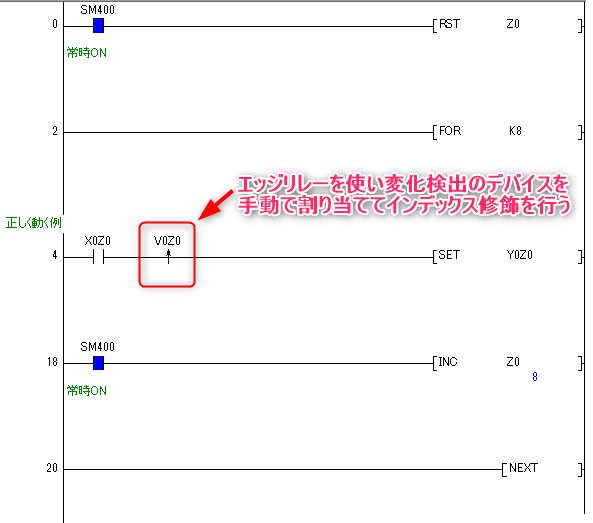 SM400
0 RST Z0
常時ON
2 FOR K8
エッジリレーを使い変化検出のデバイスを
手動で割り当ててインデックス修飾を行う
正しく動く例
X0Z0 V0Z0
4 SET Y0Z0
SM400
18 INC Z0
8
常時ON
20 NEXT